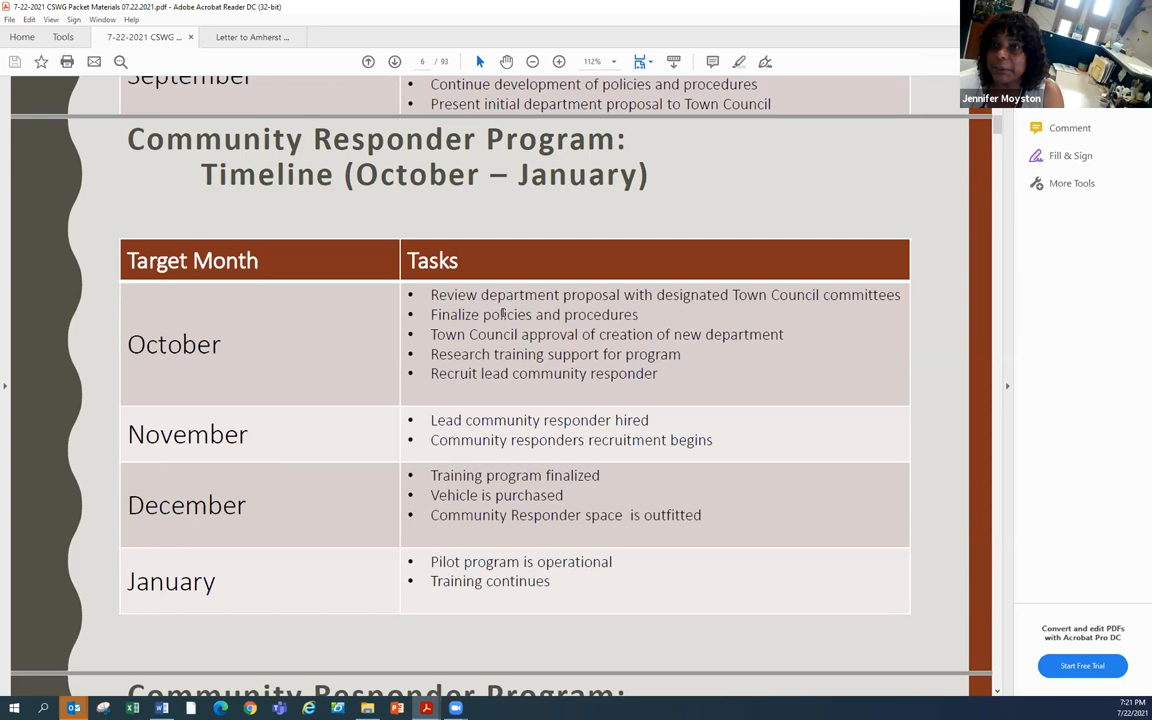 7-22-2021 CSWG Packet Materials 07.22.2021.pdf - Adobe Acrobat Reader DC (32-bit)
File Edit View Sign Window Help
Home Tools 7-22-2021 CSWG ... × Letter to Amherst ...
6 / 93 112%
Jennifer Moyston
Comment
Fill & Sign
More Tools
September
Continue development of policies and procedures
• Present initial department proposal to Town Council
Community Responder Program:
Timeline (October – January)
Target Month Tasks
October
• Review department proposal with designated Town Council committees
• Finalize policies and procedures
• Town Council approval of creation of new department
• Research training support for program
• Recruit lead community responder
November
• Lead community responder hired
• Community responders recruitment begins
December
• Training program finalized
• Vehicle is purchased
• Community Responder space is outfitted
January
• Pilot program is operational
• Training continues
Community Responder Program:
Convert and edit PDFs
with Acrobat Pro DC
Start Free Trial
7:21 PM
7/22/2021